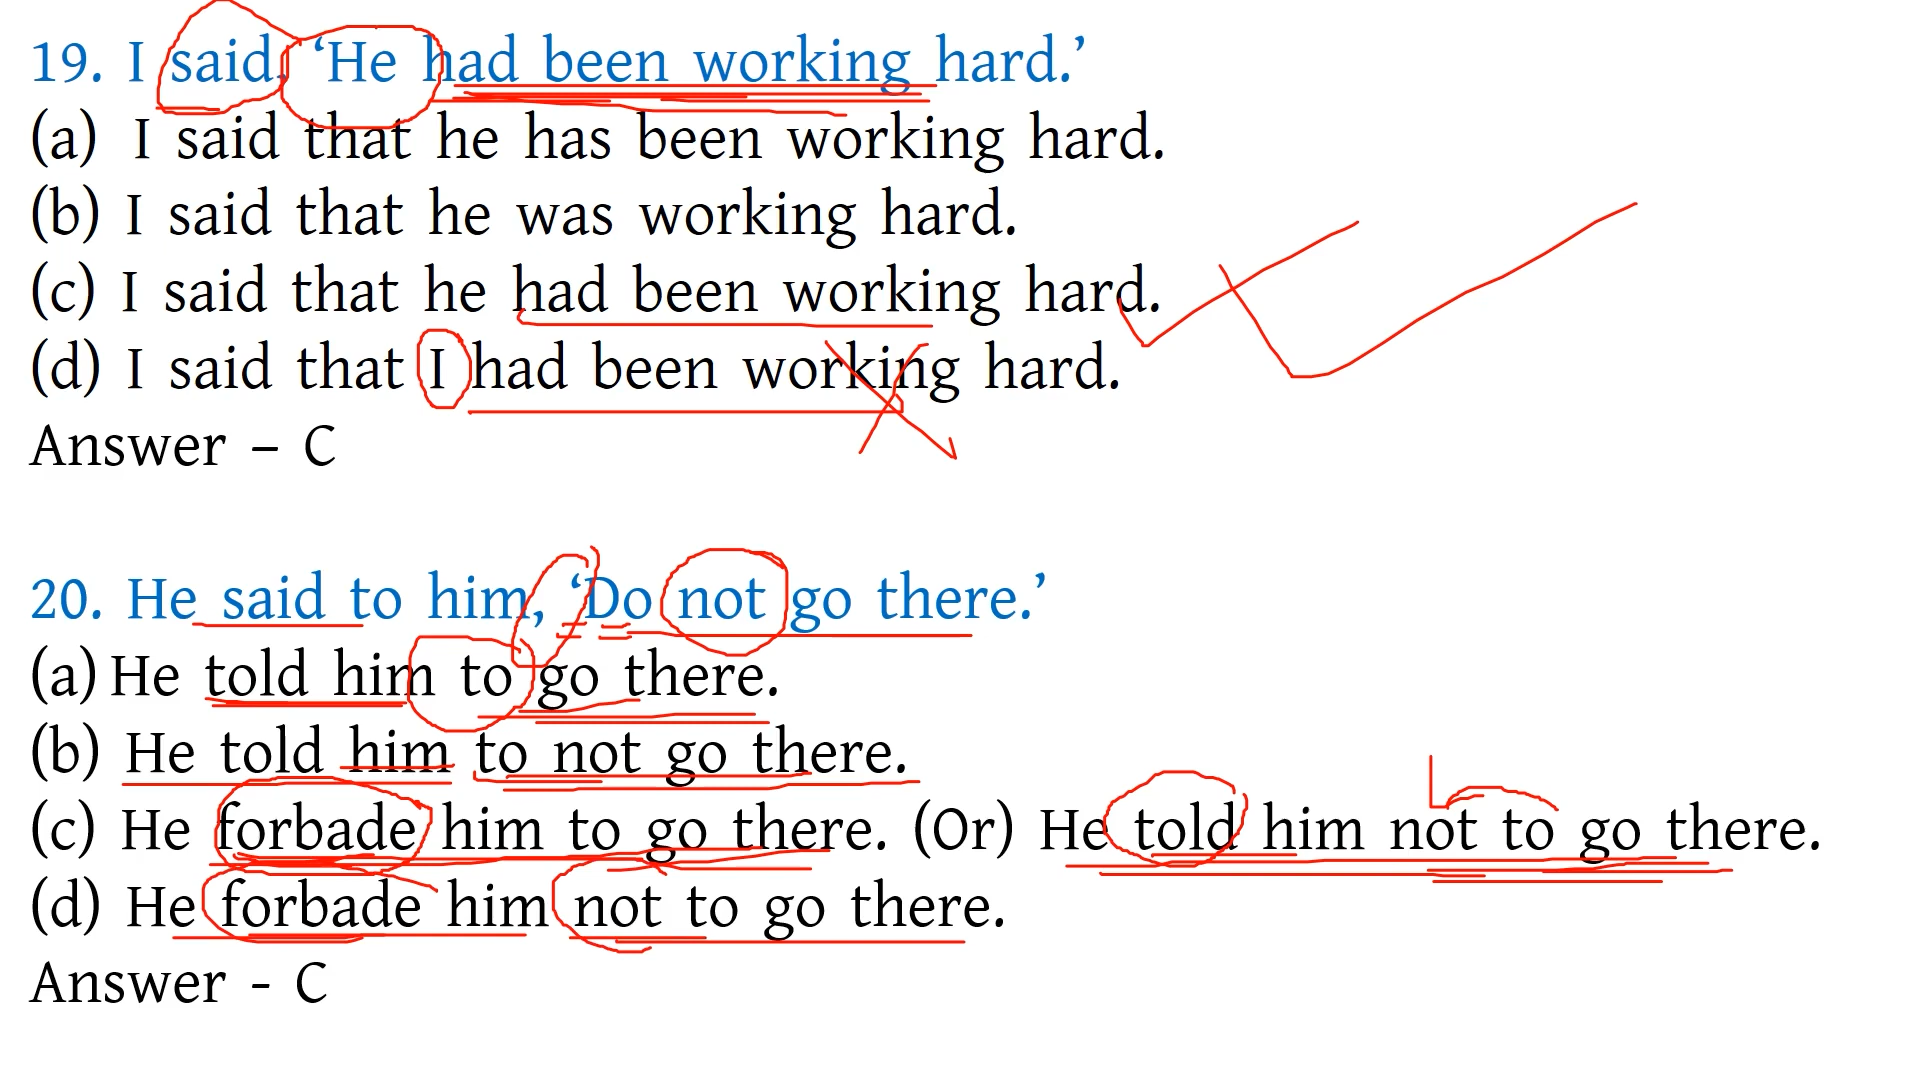 19. I said, ‘He had been working hard.’
(a) I said that he has been working hard.
(b) I said that he was working hard.
(c) I said that he had been working hard.
(d) I said that I had been working hard.
Answer – C
20. He said to him, ‘Do not go there.’
(a) He told him to go there.
(b) He told him to not go there.
(c) He forbade him to go there. (Or) He told him not to go there.
(d) He forbade him not to go there.
Answer - C